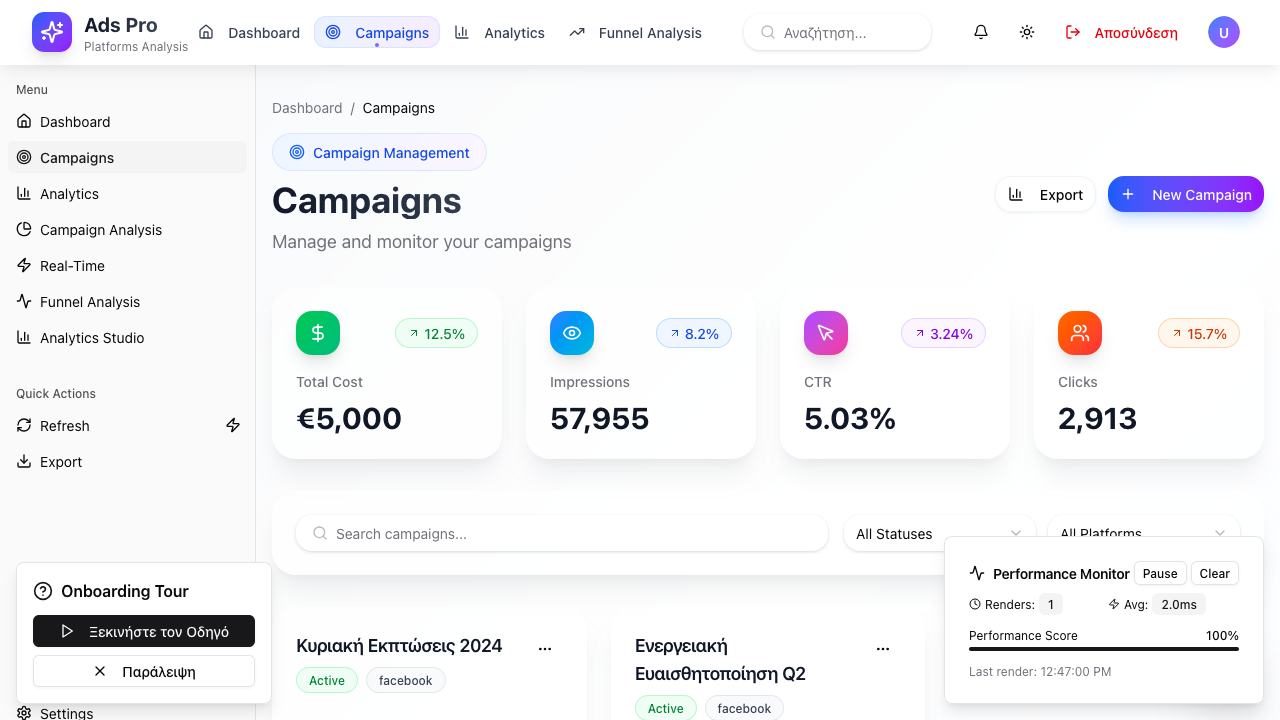 Ads Pro
Platforms Analysis
Dashboard
Campaigns
Analytics
Funnel Analysis
Αναζήτηση...
Αποσύνδεση
U
Menu
Dashboard
Campaigns
Analytics
Campaign Analysis
Real-Time
Funnel Analysis
Analytics Studio
Quick Actions
Refresh
Export
Onboarding Tour
Ξεκινήστε τον Οδηγό
Παράλειψη
Settings
Dashboard / Campaigns
Campaign Management
Campaigns
Manage and monitor your campaigns
Export
New Campaign
12.5%
Total Cost
€5,000
8.2%
Impressions
57,955
3.24%
CTR
5.03%
15.7%
Clicks
2,913
Search campaigns...
All Statuses
All Platforms
Κυριακή Εκπτώσεις 2024
...
Active
facebook
Ενεργειακή
Ευαισθητοποίηση Q2
...
Active
facebook
Performance Monitor
Pause
Clear
Renders: 1
Avg: 2.0ms
Performance Score 100%
Last render: 12:47:00 PM